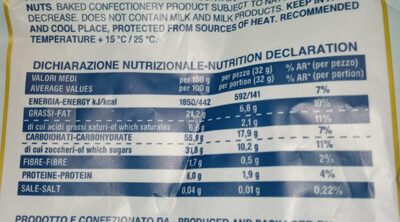 NUTS. BAKED CONFECTIONERY PRODUCT SUBJECT TO NATURAL
DECREASE. DOES NOT CONTAIN MILK AND MILK PRODUCTS. KEEP IN A
AND COOL PLACE, PROTECTED FROM SOURCES OF HEAT. RECOMMENDED
TEMPERATURE + 15 °C / 25 °C.
DICHIARAZIONE NUTRIZIONALE-NUTRITION DECLARATION
VALORI MEDI per 100 g per pezzo (32 g) % AR* (per pezzo)
AVERAGE VALUES per 100 g per portion (32 g) % AR* (per portion)
ENERGIA-ENERGY kJ/kcal 1850/442 592/141 7%
GRASSI-FAT 21,2 6,8 g 10%
di cui acidi grassi saturi-of which saturates 2,1 g 11%
CARBOIDRATI-CARBOHYDRATE 55,9 g 17,9 g 7%
di cui zuccheri-of which sugars 31,8 g 10,2 g 11%
FIBRE-FIBRE 1,7 g 0,5 g 2%
PROTEINE-PROTEIN 6,0 g 1,9 g 4%
SALE-SALT 0,04 g 0,01 g 0,22%
PRODOTTO E CONFEZIONATO DA